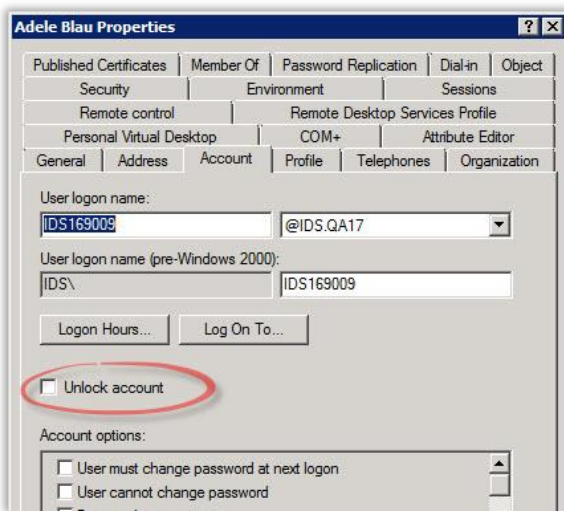 Adele Blau Properties
Published Certificates Member Of Password Replication Dial-in Object
Security Environment Sessions
Remote control Remote Desktop Services Profile
Personal Virtual Desktop COM+ Attribute Editor
General Address Account Profile Telephones Organization
User logon name:
IDS169009 @IDS.QA17
User logon name (pre-Windows 2000):
IDS\ IDS169009
Logon Hours... Log On To...
Unlock account
Account options:
User must change password at next logon
User cannot change password